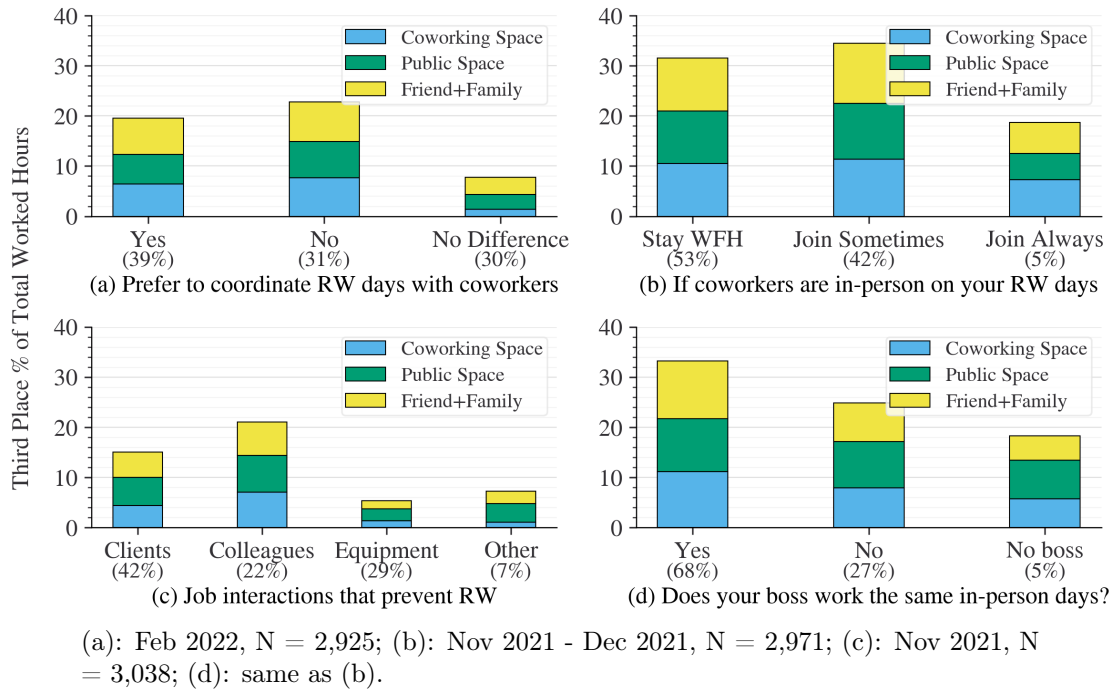 Third Place % of Total Worked Hours
40
30
20
10
0
Coworking Space
Public Space
Friend+Family
Yes
(39%)
No
(31%)
No Difference
(30%)
(a) Prefer to coordinate RW days with coworkers
40
30
20
10
0
Coworking Space
Public Space
Friend+Family
Stay WFH
(53%)
Join Sometimes
(42%)
Join Always
(5%)
(b) If coworkers are in-person on your RW days
40
30
20
10
0
Coworking Space
Public Space
Friend+Family
Clients
(42%)
Colleagues
(22%)
Equipment
(29%)
Other
(7%)
(c) Job interactions that prevent RW
40
30
20
10
0
Coworking Space
Public Space
Friend+Family
Yes
(68%)
No
(27%)
No boss
(5%)
(d) Does your boss work the same in-person days?
(a): Feb 2022, N = 2,925; (b): Nov 2021 - Dec 2021, N = 2,971; (c): Nov 2021, N
= 3,038; (d): same as (b).